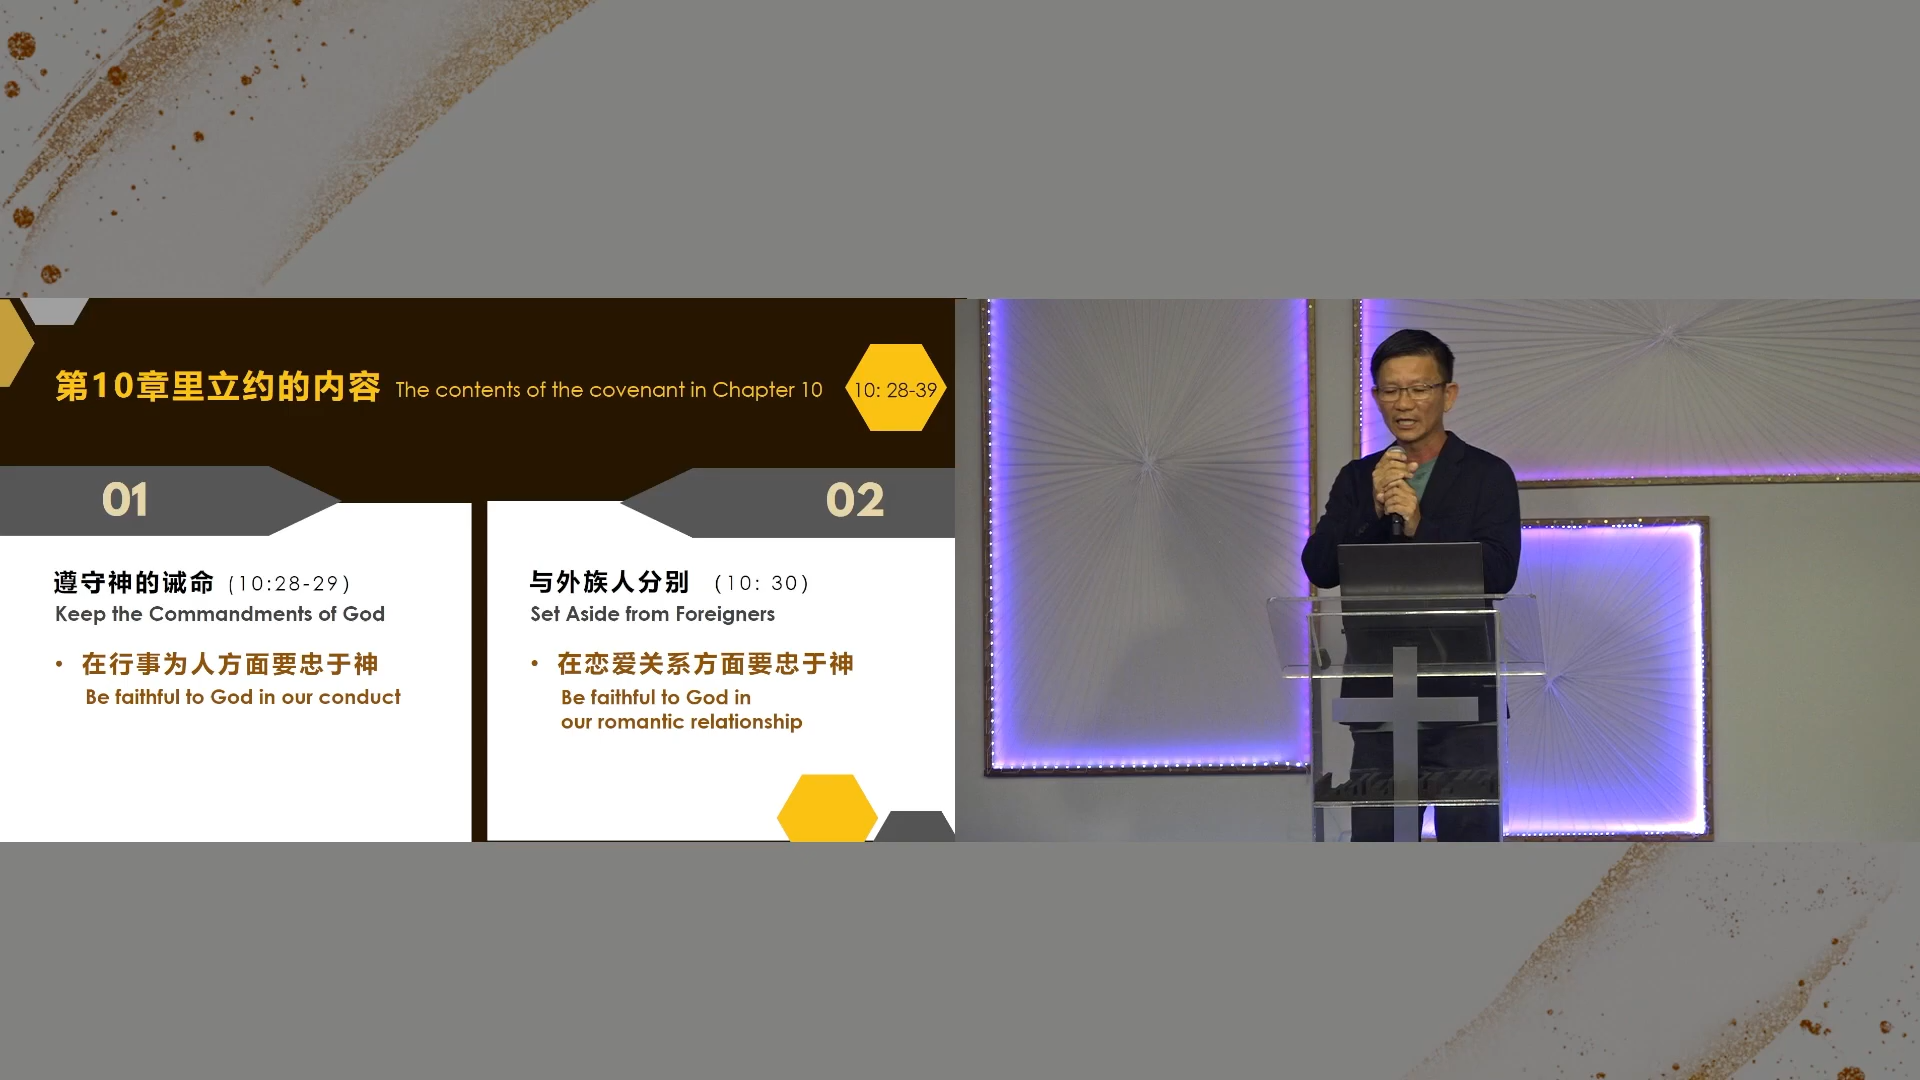 第10章里立约的内容 The contents of the covenant in Chapter 10
10: 28-39
01
遵守神的诫命 (10:28-29)
Keep the Commandments of God
• 在行事为人方面要忠于神
Be faithful to God in our conduct
02
与外族人分别 (10: 30)
Set Aside from Foreigners
• 在恋爱关系方面要忠于神
Be faithful to God in
our romantic relationship